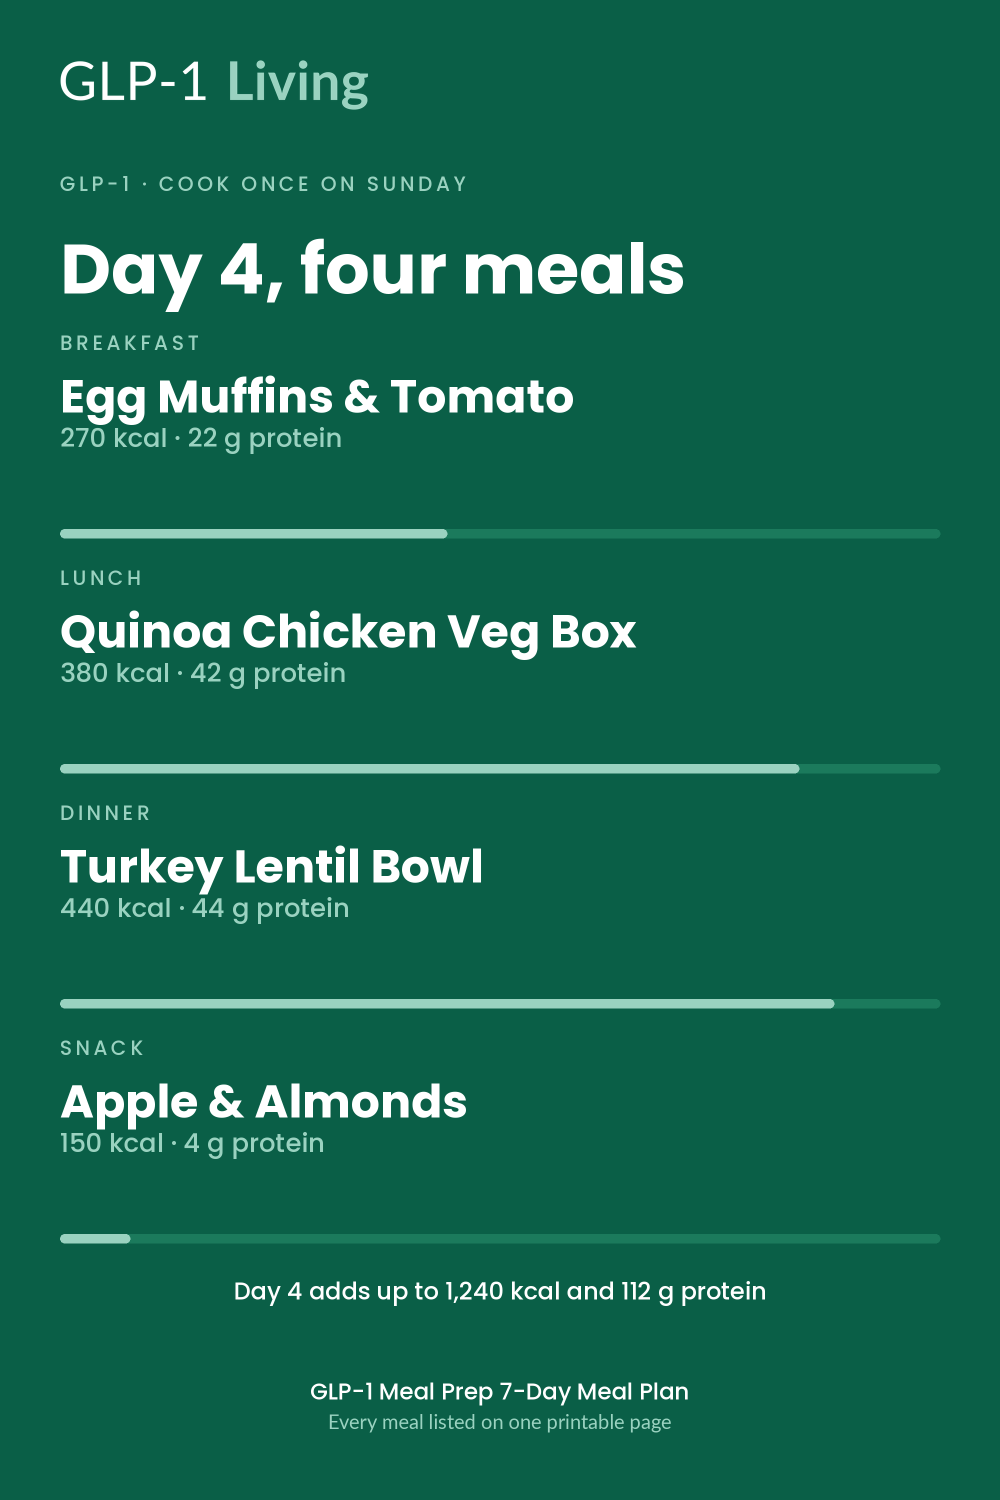 GLP-1 Living
GLP-1 · COOK ONCE ON SUNDAY
Day 4, four meals
BREAKFAST
Egg Muffins & Tomato
270 kcal · 22 g protein
LUNCH
Quinoa Chicken Veg Box
380 kcal · 42 g protein
DINNER
Turkey Lentil Bowl
440 kcal · 44 g protein
SNACK
Apple & Almonds
150 kcal · 4 g protein
Day 4 adds up to 1,240 kcal and 112 g protein
GLP-1 Meal Prep 7-Day Meal Plan
Every meal listed on one printable page